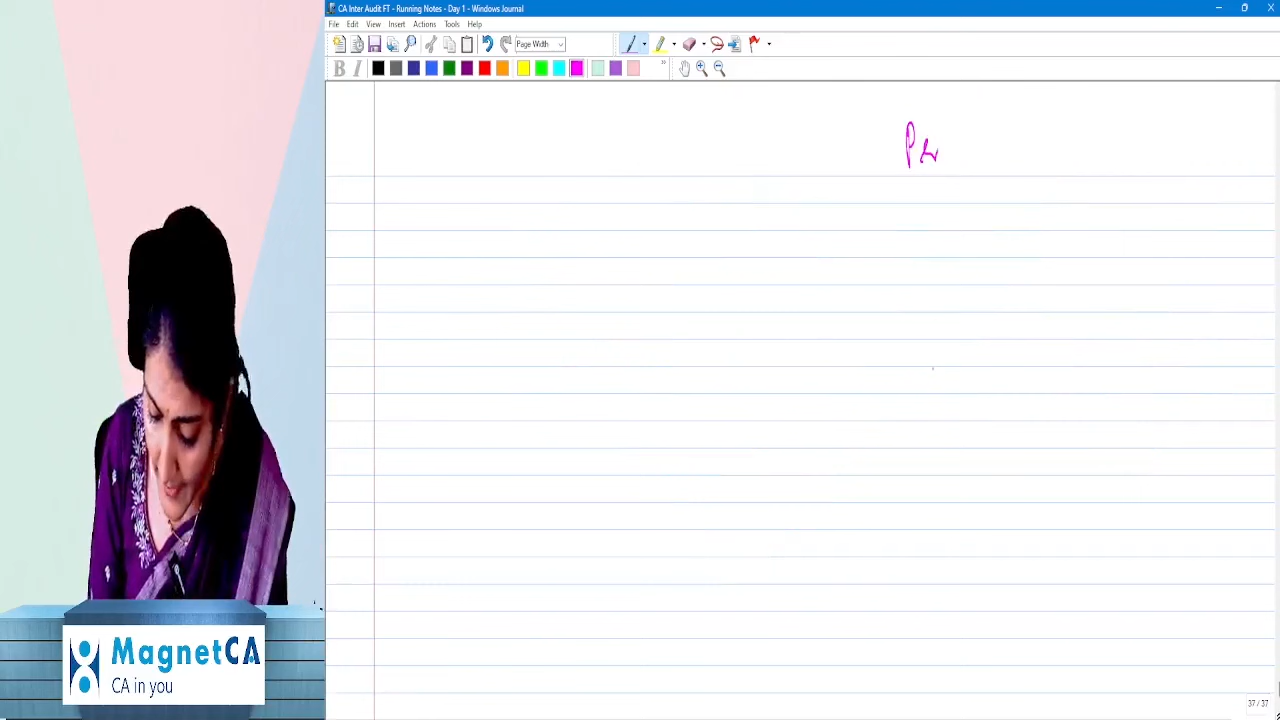 CA Inter Audit FT - Running Notes - Day 1 - Windows Journal
File Edit View Insert Actions Tools Help
Page Width
B I
Per
MagnetCA
CA in you
37 / 37